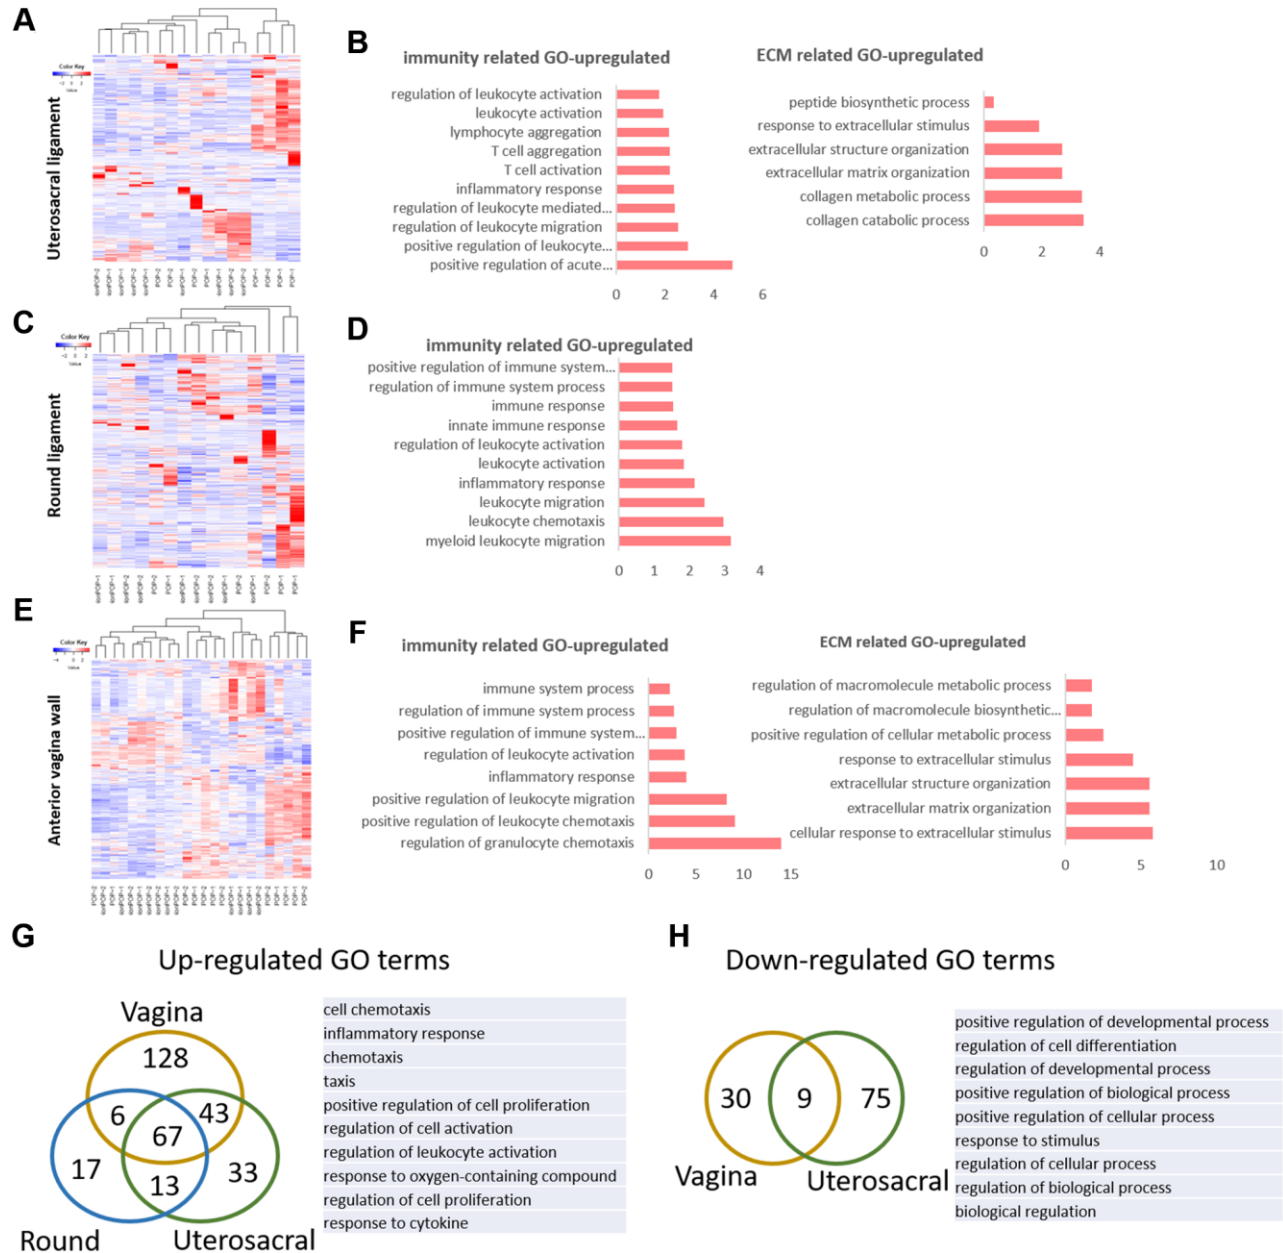 A
Color Key
Value
Uterosacral ligament
B
immunity related GO-upregulated
regulation of leukocyte activation
leukocyte activation
lymphocyte aggregation
T cell aggregation
T cell activation
inflammatory response
regulation of leukocyte mediated...
regulation of leukocyte migration
positive regulation of leukocyte...
positive regulation of acute...
0 2 4 6
ECM related GO-upregulated
peptide biosynthetic process
response to extracellular stimulus
extracellular structure organization
extracellular matrix organization
collagen metabolic process
collagen catabolic process
0 2 4
C
Color Key
Value
Round ligament
D
immunity related GO-upregulated
positive regulation of immune system...
regulation of immune system process
immune response
innate immune response
regulation of leukocyte activation
leukocyte activation
inflammatory response
leukocyte migration
leukocyte chemotaxis
myeloid leukocyte migration
0 1 2 3 4
E
Color Key
Value
Anterior vagina wall
F
immunity related GO-upregulated
immune system process
regulation of immune system process
positive regulation of immune system...
regulation of leukocyte activation
inflammatory response
positive regulation of leukocyte migration
positive regulation of leukocyte chemotaxis
regulation of granulocyte chemotaxis
0 5 10 15
ECM related GO-upregulated
regulation of macromolecule metabolic process
regulation of macromolecule biosynthetic...
positive regulation of cellular metabolic process
response to extracellular stimulus
extracellular structure organization
extracellular matrix organization
cellular response to extracellular stimulus
0 5 10
G
Up-regulated GO terms
Vagina
128
6
43
67
17
13
33
Round
Uterosacral
cell chemotaxis
inflammatory response
chemotaxis
taxis
positive regulation of cell proliferation
regulation of cell activation
regulation of leukocyte activation
response to oxygen-containing compound
regulation of cell proliferation
response to cytokine
H
Down-regulated GO terms
30
9
75
Vagina
Uterosacral
positive regulation of developmental process
regulation of cell differentiation
regulation of developmental process
positive regulation of biological process
positive regulation of cellular process
response to stimulus
regulation of cellular process
regulation of biological process
biological regulation